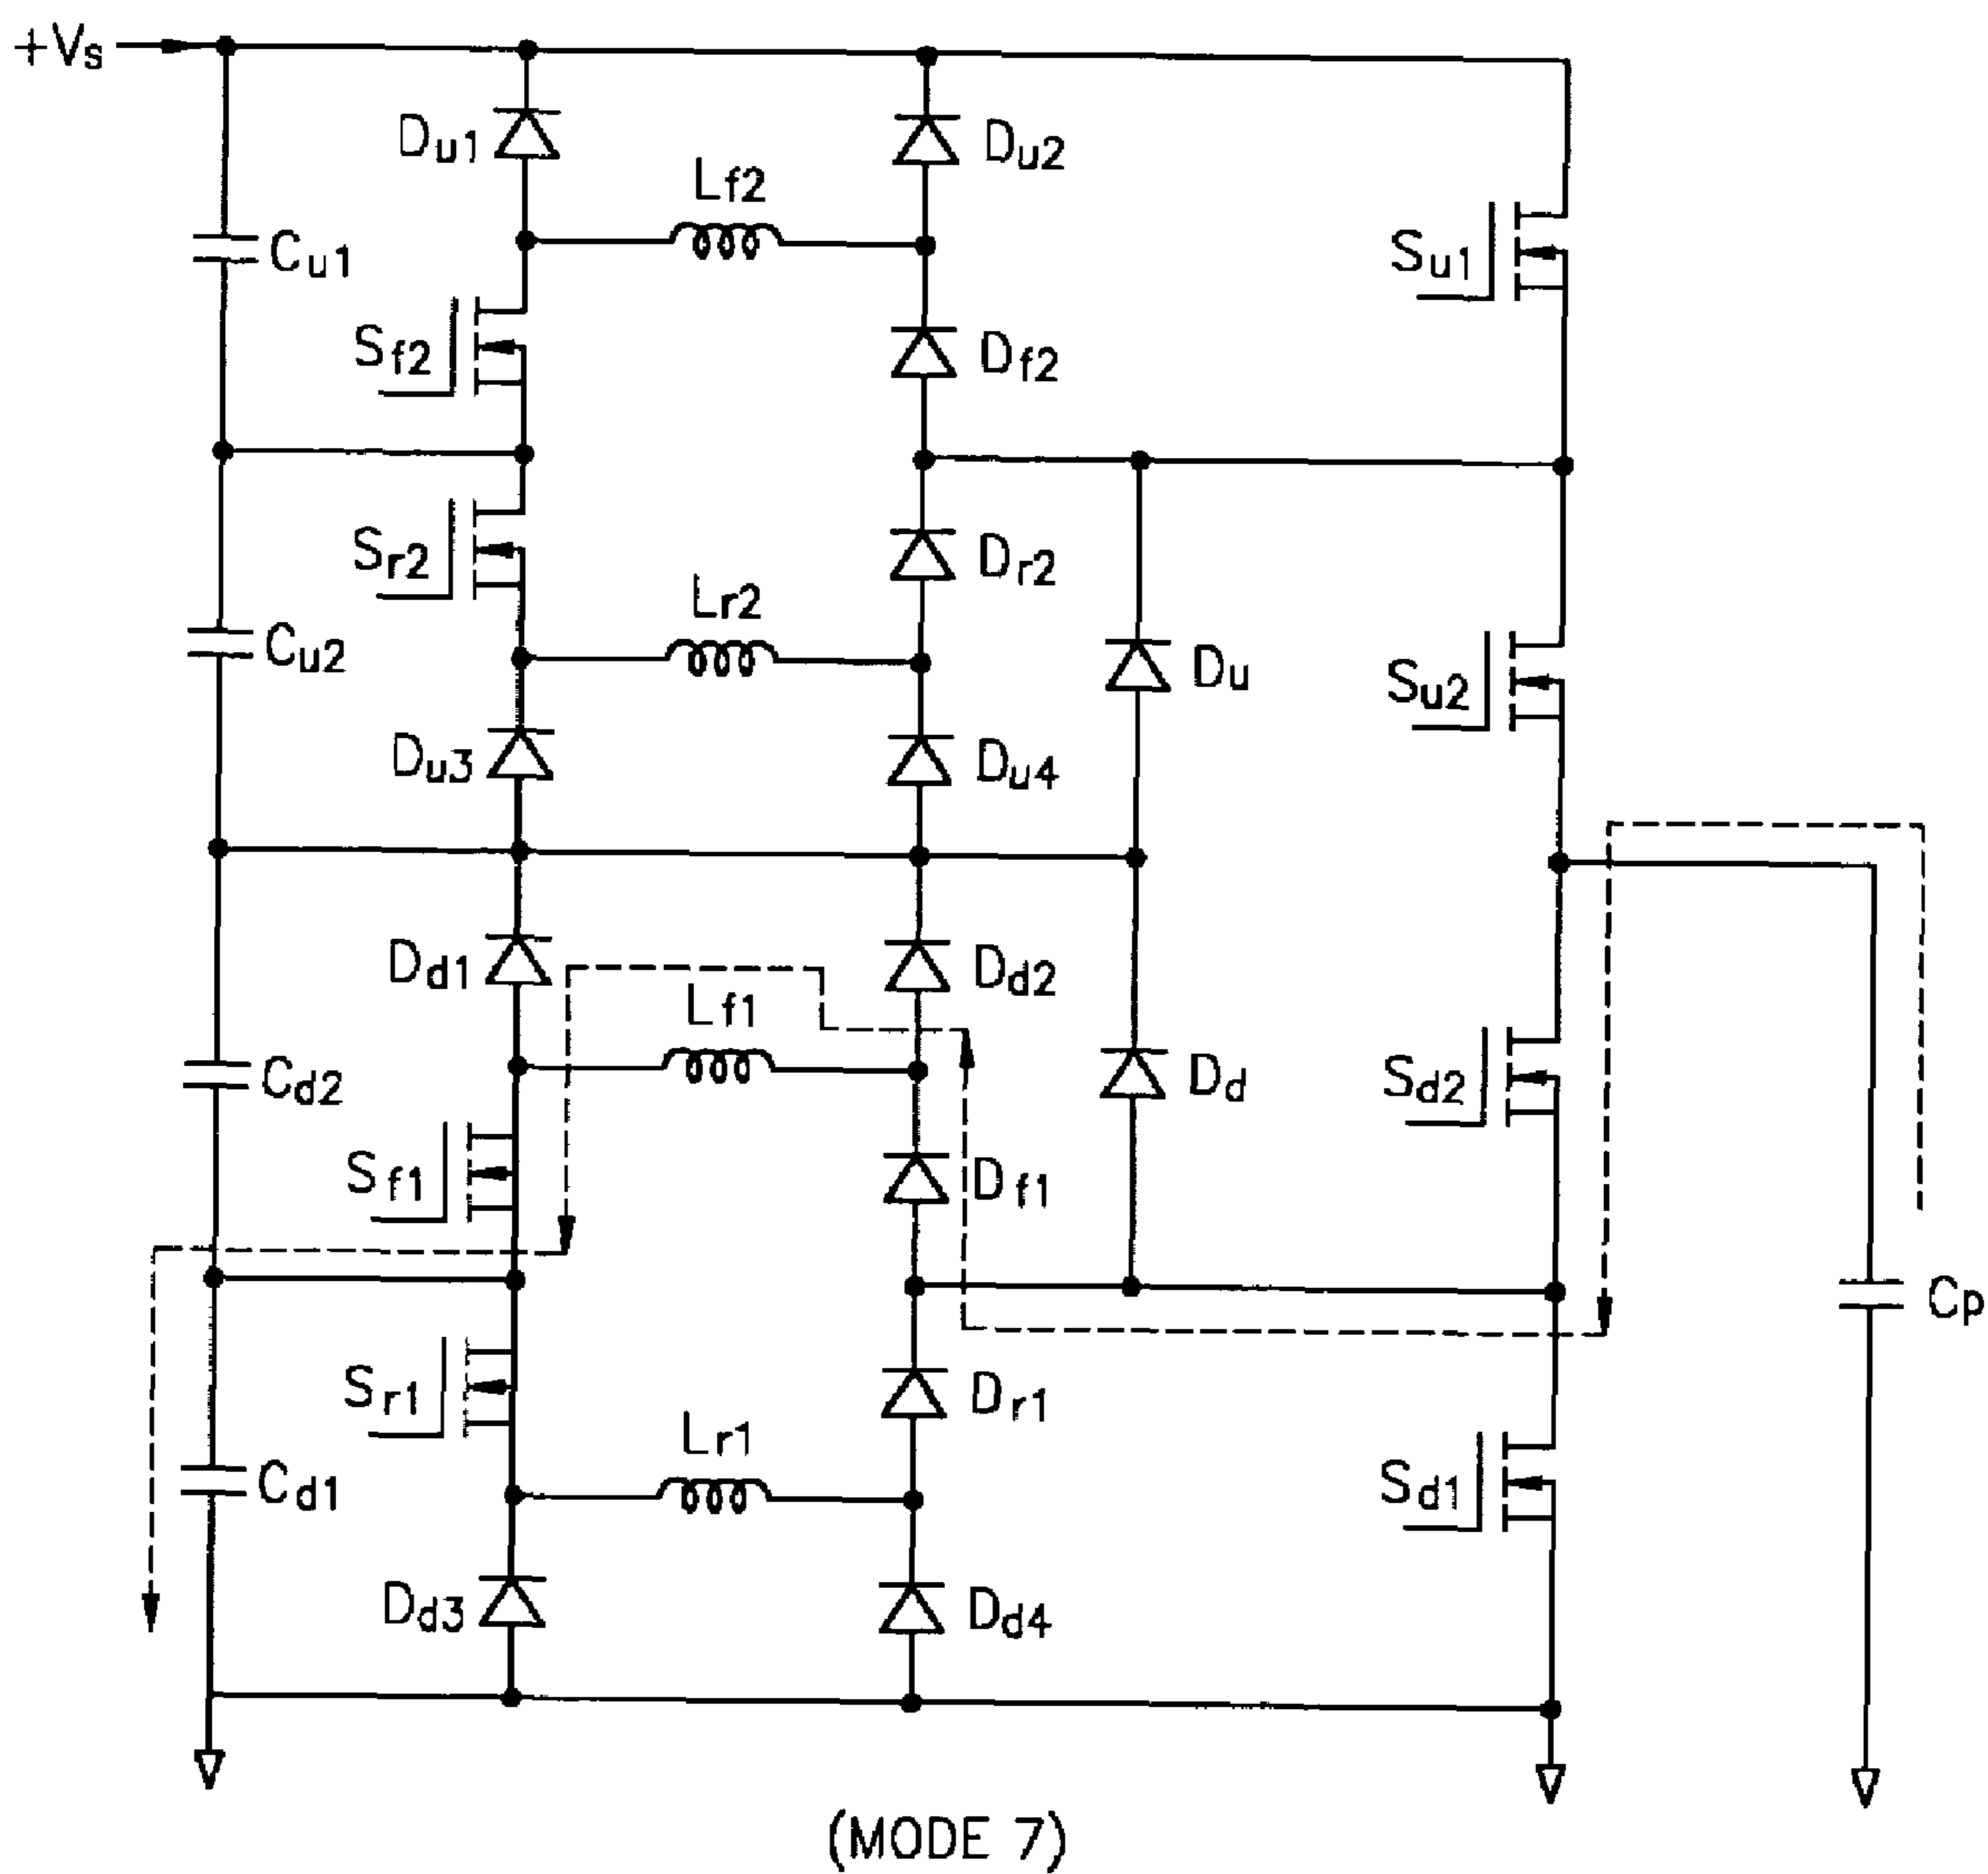 +Vs
Du1
Du2
Lf2
Cu1
Su1
Sf2
Df2
Sr2
Dr2
Lr2
Cu2
Du
Su2
Du3
Du4
Dd1
Dd2
Lf1
Cd2
Dd
Sd2
Sf1
Df1
Cp
Sr1
Dr1
Lr1
Cd1
Sd1
Dd3
Dd4
(MODE 7)